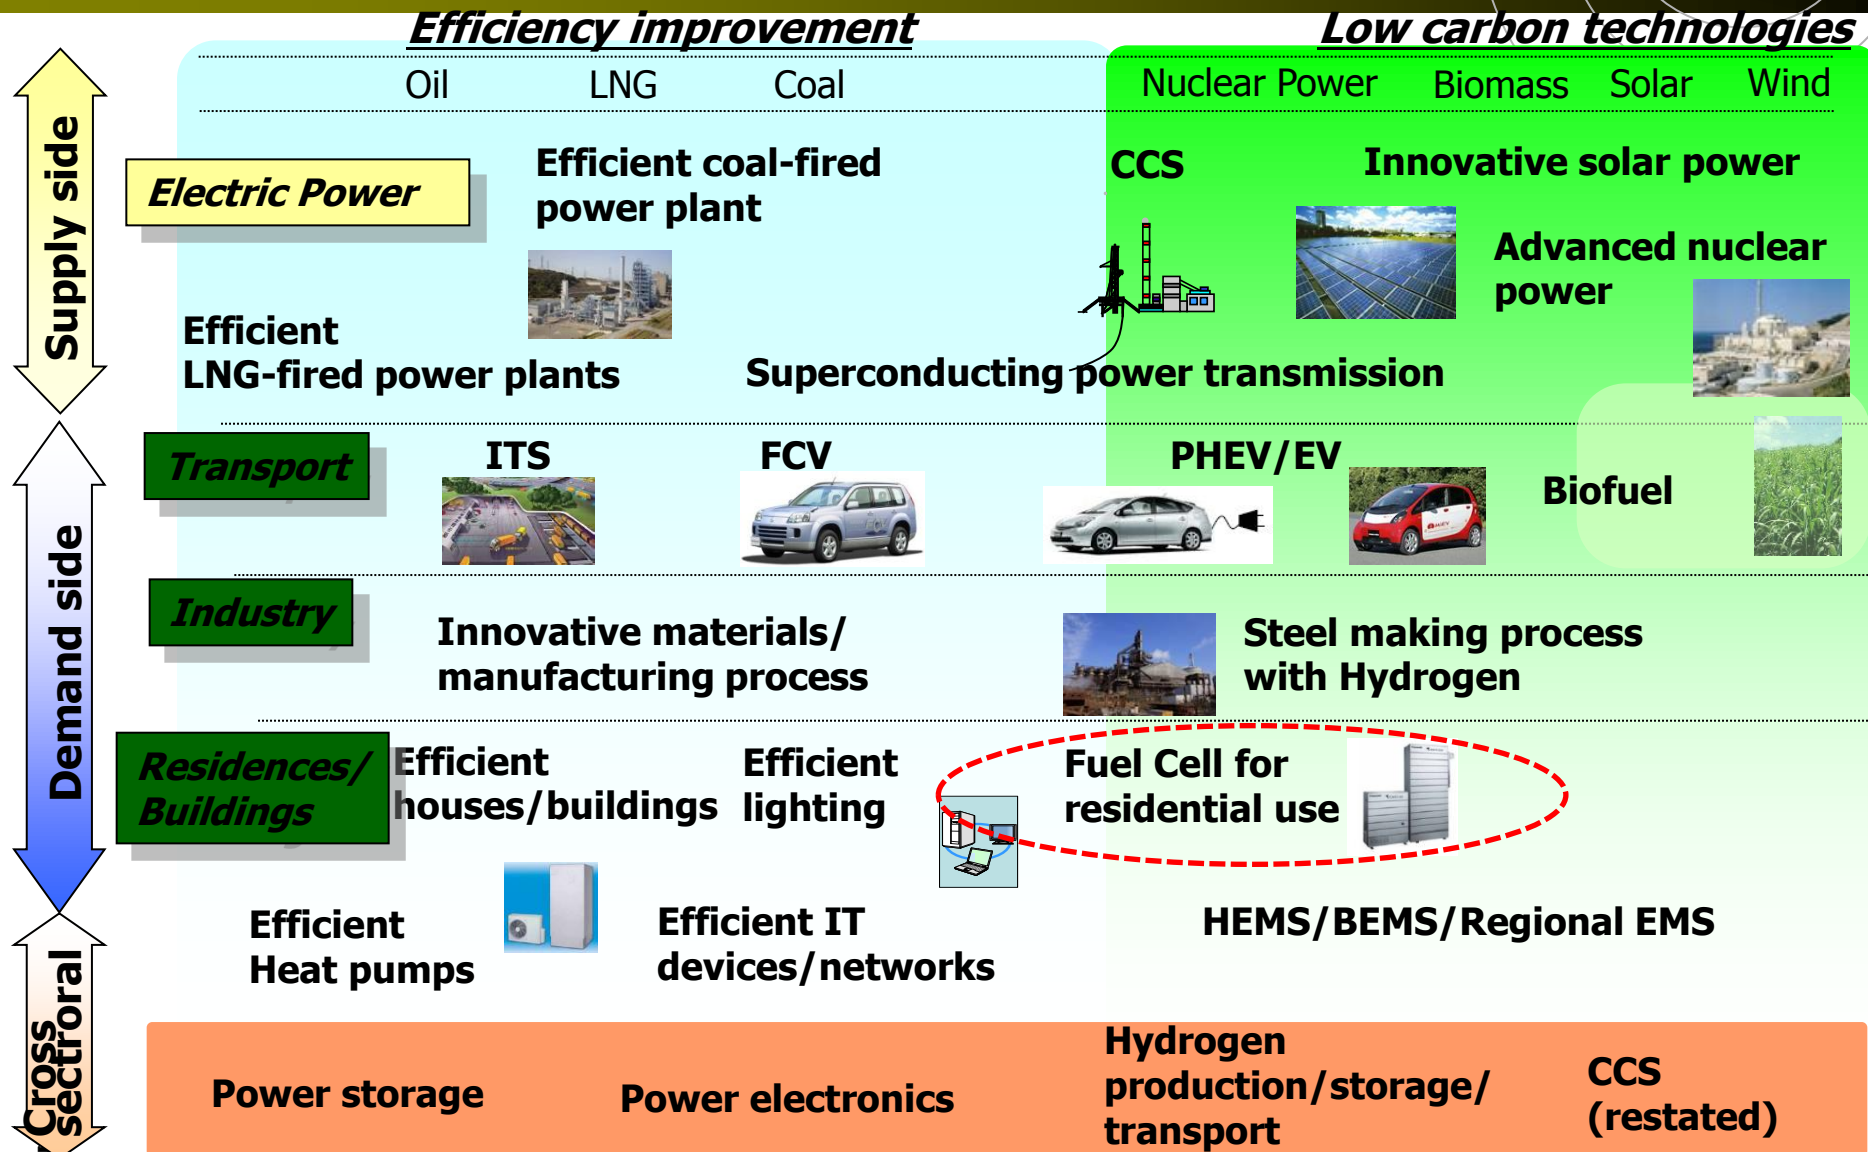 Efficiency improvement
Low carbon technologies
Oil
LNG
Coal
Nuclear Power
Biomass
Solar
Wind
Supply side
Electric Power
Efficient coal-fired
power plant
CCS
Innovative solar power
Advanced nuclear
power
Efficient
LNG-fired power plants
Superconducting power transmission
Demand side
Transport
ITS
FCV
PHEV/EV
Biofuel
Industry
Innovative materials/
manufacturing process
Steel making process
with Hydrogen
Residences/
Buildings
Efficient
houses/buildings
Efficient
lighting
Fuel Cell for
residential use
Efficient
Heat pumps
Efficient IT
devices/networks
HEMS/BEMS/Regional EMS
Cross
sectroral
Power storage
Power electronics
Hydrogen
production/storage/
transport
CCS
(restated)